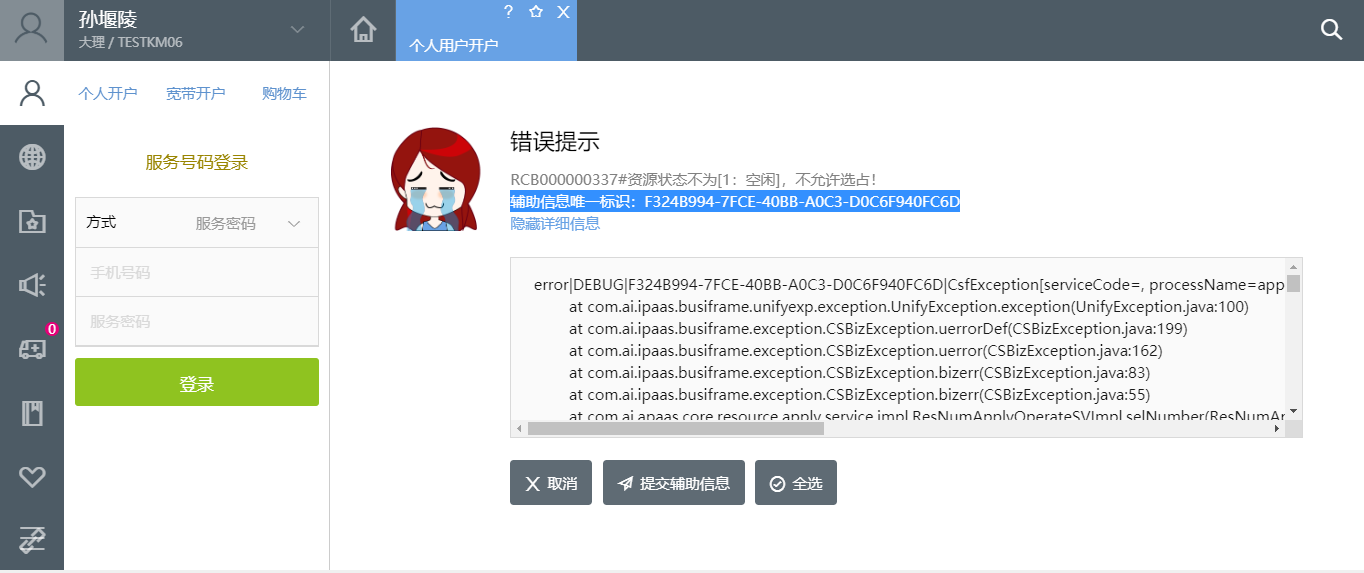 孙堰陵
大理 / TESTKM06
? X
个人用户开户
个人开户 宽带开户 购物车
服务号码登录
方式 服务密码
手机号码
服务密码
登录
0
错误提示
RCB000000337#资源状态不为[1：空闲]，不允许选占！
辅助信息唯一标识：F324B994-7FCE-40BB-A0C3-D0C6F940FC6D
隐藏详细信息
error|DEBUG|F324B994-7FCE-40BB-A0C3-D0C6F940FC6D|CsfException[serviceCode=, processName=app
at com.ai.ipaas.busiframe.unifyexp.exception.UnifyException.exception(UnifyException.java:100)
at com.ai.ipaas.busiframe.exception.CSBizException.uerrorDef(CSBizException.java:199)
at com.ai.ipaas.busiframe.exception.CSBizException.uerror(CSBizException.java:162)
at com.ai.ipaas.busiframe.exception.CSBizException.bizerr(CSBizException.java:83)
at com.ai.ipaas.busiframe.exception.CSBizException.bizerr(CSBizException.java:55)
at com.ai.apaas.core.resource.apply.service.impl.ResNumApplyOperateSVImpl.selNumber(ResNumAp
X 取消 提交辅助信息 全选